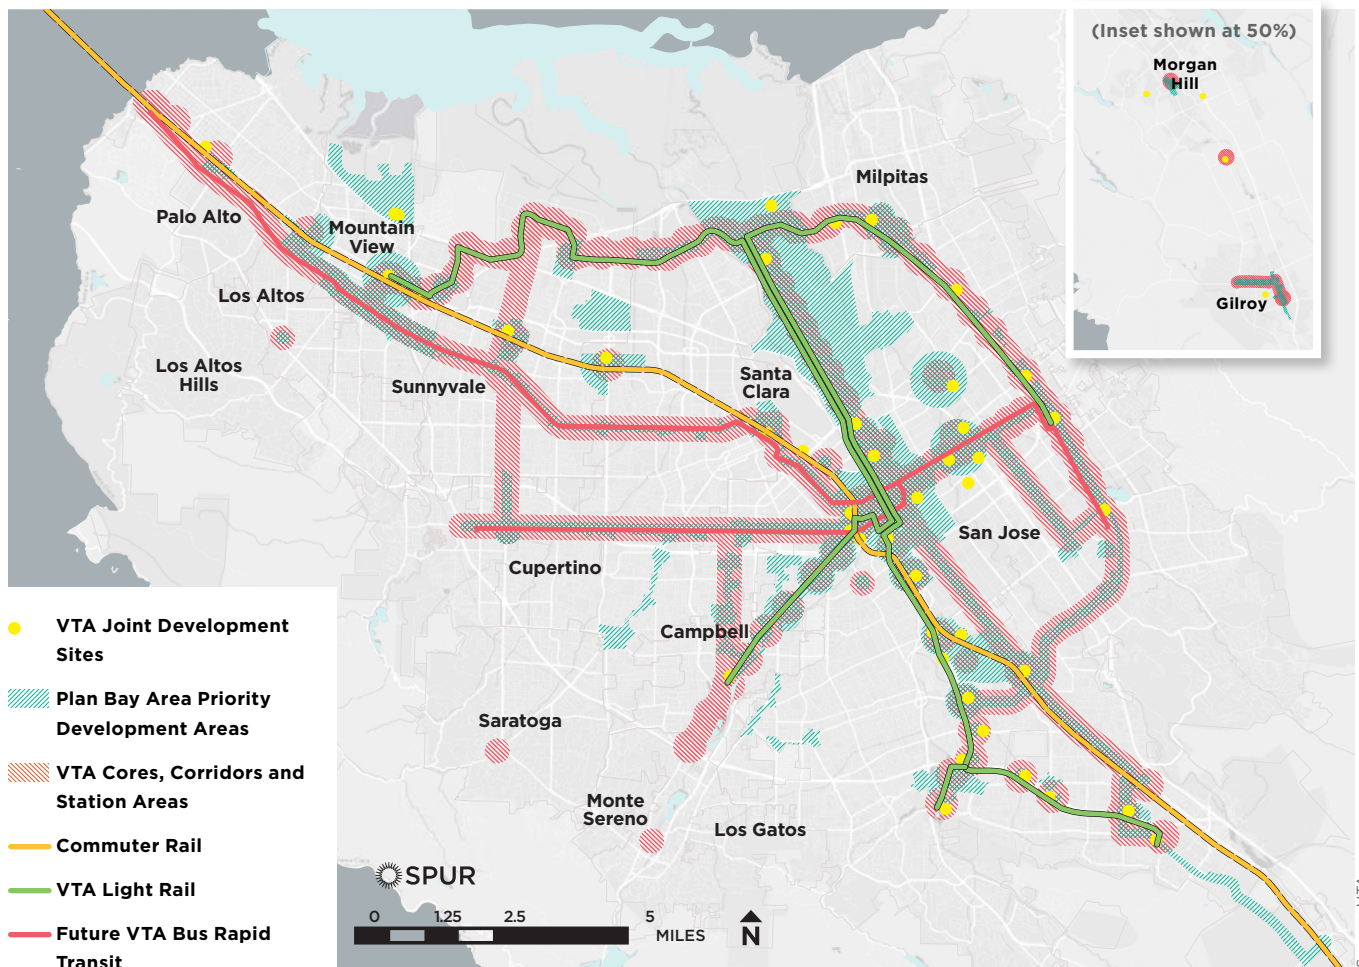 (Inset shown at 50%)
Morgan
Hill
Gilroy
Milpitas
Palo Alto
Mountain
View
Los Altos
Los Altos
Hills
Sunnyvale
Santa
Clara
San Jose
Cupertino
Campbell
Saratoga
Monte
Sereno
Los Gatos
VTA Joint Development
Sites
Plan Bay Area Priority
Development Areas
VTA Cores, Corridors and
Station Areas
Commuter Rail
VTA Light Rail
Future VTA Bus Rapid
Transit
SPUR
0 1.25 2.5 5
MILES
N